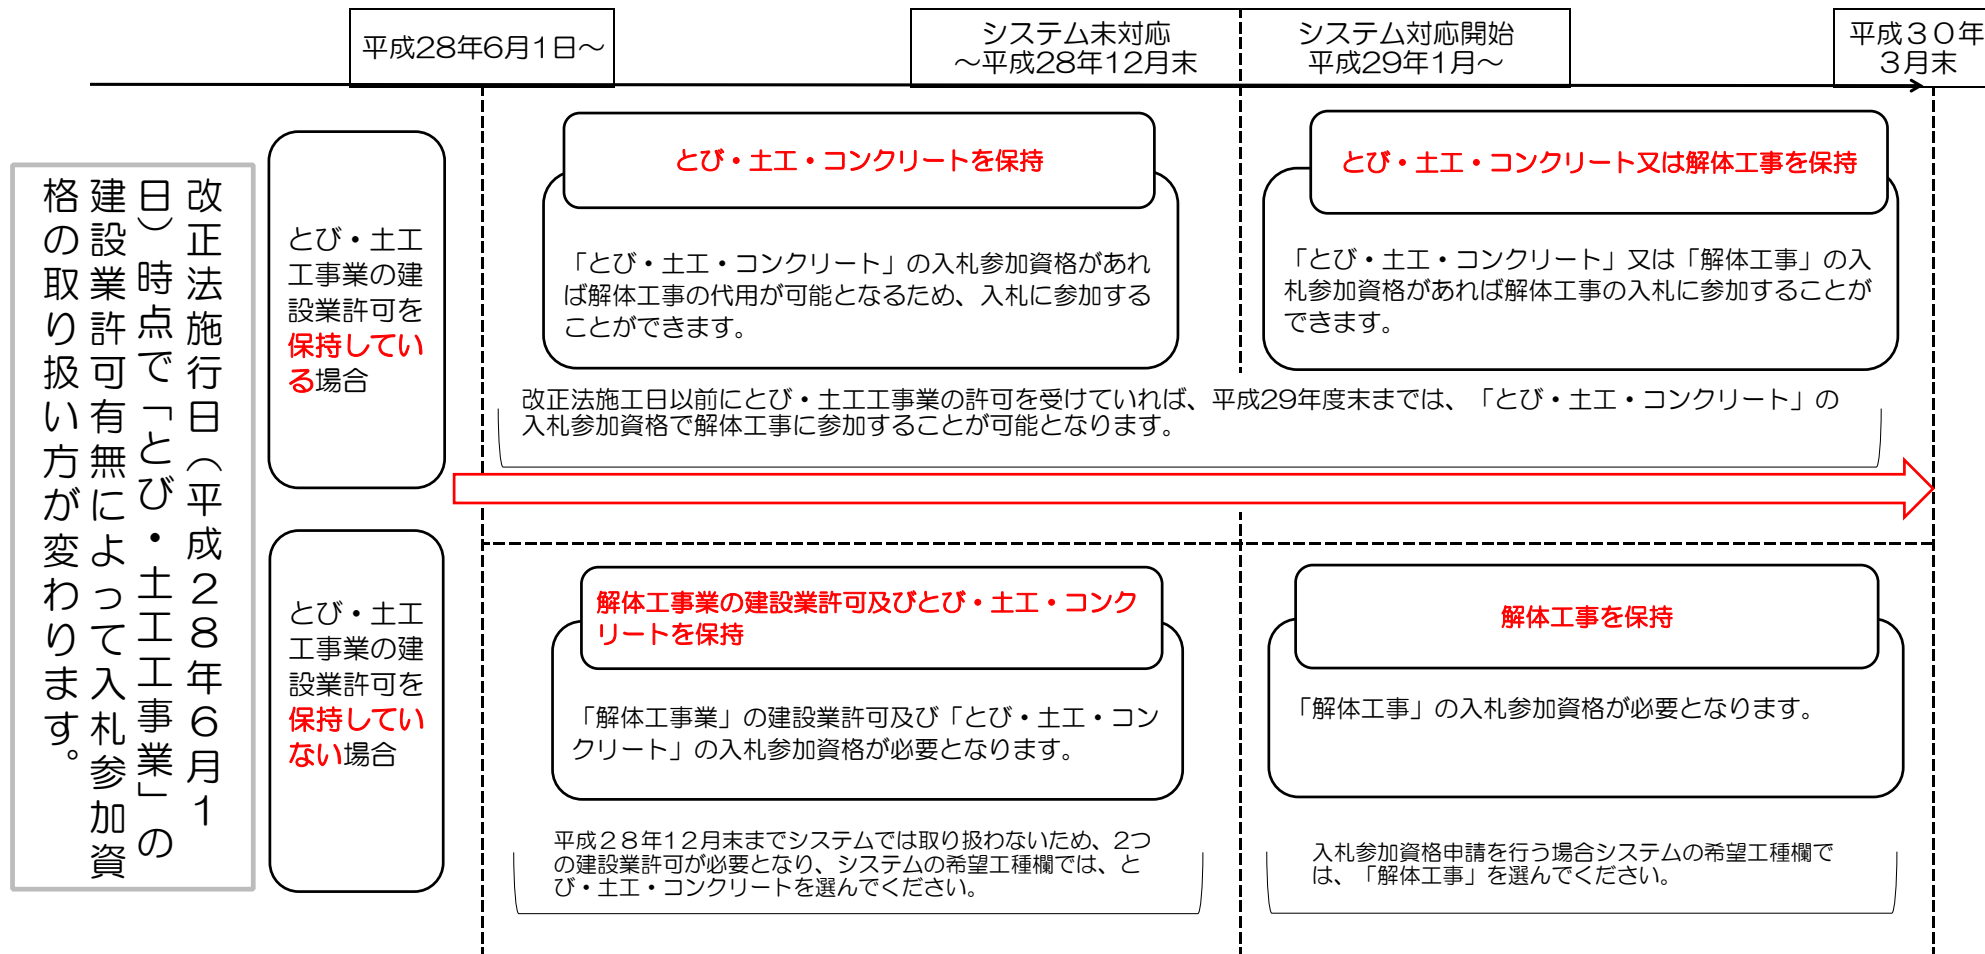 平成28年6月1日～
システム未対応
～平成28年12月末
システム対応開始
平成29年1月～
平成３０年
３月末
改正法施行日（平成２８年６月１
日）時点で「とび・土工工事業」の
建設業許可有無によって入札参加資
格の取り扱い方が変わります。
とび・土工
工事業の建
設業許可を
保持してい
る場合
とび・土工・コンクリートを保持
「とび・土工・コンクリート」の入札参加資格があれ
ば解体工事の代用が可能となるため、入札に参加する
ことができます。
とび・土工・コンクリート又は解体工事を保持
「とび・土工・コンクリート」又は「解体工事」の入
札参加資格があれば解体工事の入札に参加することが
できます。
改正法施工日以前にとび・土工工事業の許可を受けていれば、平成29年度末までは、「とび・土工・コンクリート」の
入札参加資格で解体工事に参加することが可能となります。
とび・土工
工事業の建
設業許可を
保持してい
ない場合
解体工事業の建設業許可及びとび・土工・コンク
リートを保持
「解体工事業」の建設業許可及び「とび・土工・コン
クリート」の入札参加資格が必要となります。
平成２８年１２月末までシステムでは取り扱わないため、2つ
の建設業許可が必要となり、システムの希望工種欄では、と
び・土工・コンクリートを選んでください。
解体工事を保持
「解体工事」の入札参加資格が必要となります。
入札参加資格申請を行う場合システムの希望工種欄で
は、「解体工事」を選んでください。